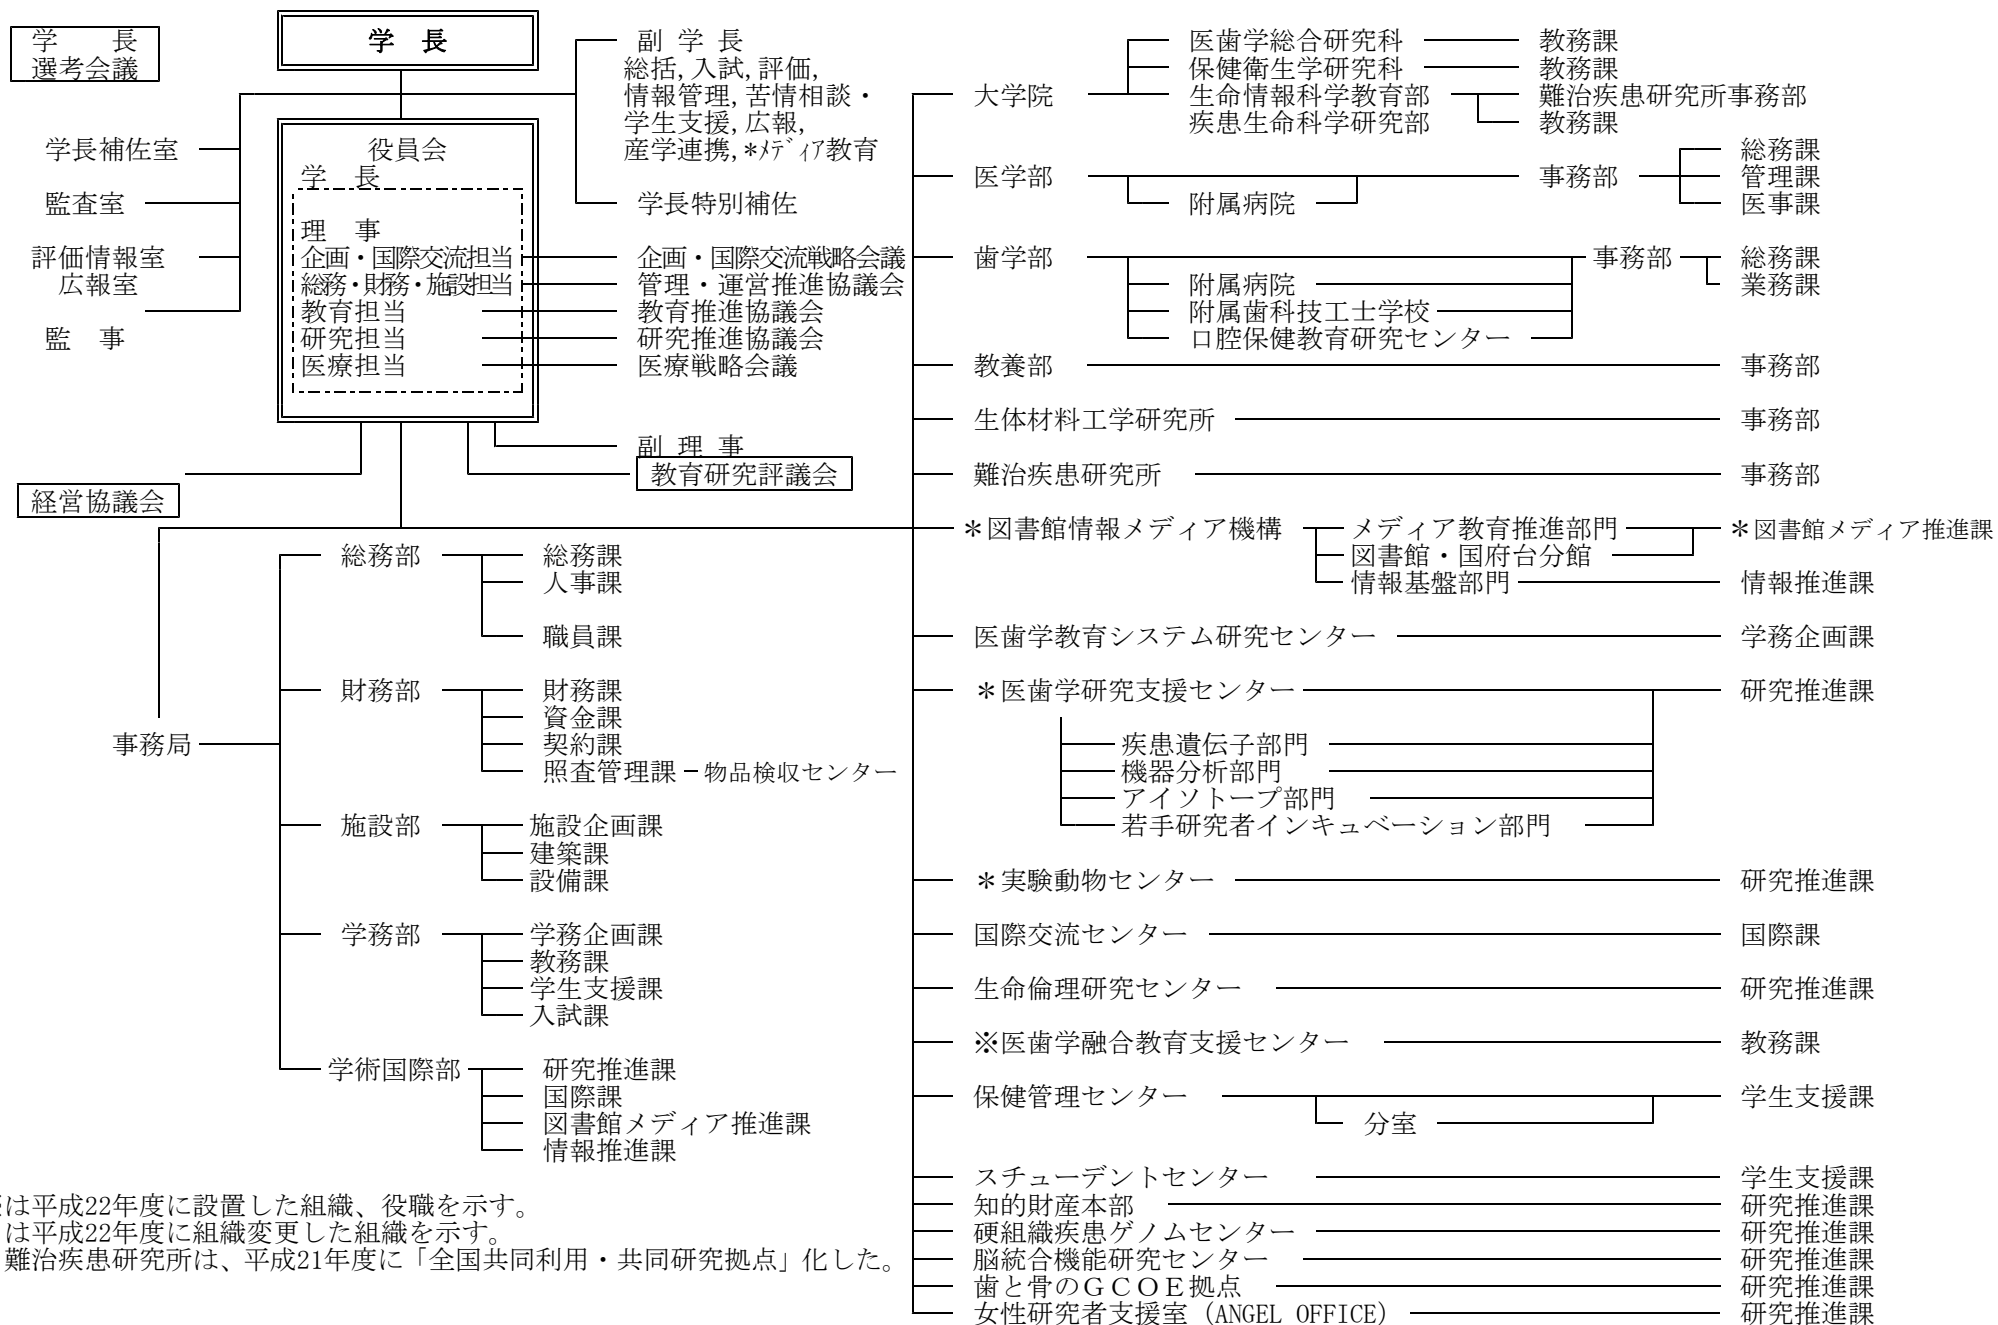 学　　長
選考会議
学　長
副 学 長
総括,入試,評価,
情報管理,苦情相談・
学生支援,広報,
産学連携,*ﾒﾃﾞｨｱ教育
学長特別補佐
学長補佐室
監査室
評価情報室
広報室
監　事
役員会
学　長
理　事
企画・国際交流担当
総務・財務・施設担当
教育担当
研究担当
医療担当
企画・国際交流戦略会議
管理・運営推進協議会
教育推進協議会
研究推進協議会
医療戦略会議
副 理 事
教育研究評議会
経営協議会
事務局
総務部
総務課
人事課
職員課
財務部
財務課
資金課
契約課
照査管理課－物品検収センター
施設部
施設企画課
建築課
設備課
学務部
学務企画課
教務課
学生支援課
入試課
学術国際部
研究推進課
国際課
図書館メディア推進課
情報推進課
大学院
医歯学総合研究科　教務課
保健衛生学研究科　教務課
生命情報科学教育部　難治疾患研究所事務部
疾患生命科学研究部　教務課
医学部
附属病院
事務部
総務課
管理課
医事課
歯学部
附属病院
附属歯科技工士学校
口腔保健教育研究センター
事務部
総務課
業務課
教養部　事務部
生体材料工学研究所　事務部
難治疾患研究所　事務部
＊図書館情報メディア機構
メディア教育推進部門　＊図書館メディア推進課
図書館・国府台分館
情報基盤部門　情報推進課
医歯学教育システム研究センター　学務企画課
＊医歯学研究支援センター　研究推進課
疾患遺伝子部門
機器分析部門
アイソトープ部門
若手研究者インキュベーション部門
＊実験動物センター　研究推進課
国際交流センター　国際課
生命倫理研究センター　研究推進課
※医歯学融合教育支援センター　教務課
保健管理センター　学生支援課
分室
スチューデントセンター　学生支援課
知的財産本部　研究推進課
硬組織疾患ゲノムセンター　研究推進課
脳統合機能研究センター　研究推進課
歯と骨のＧＣＯＥ拠点　研究推進課
女性研究者支援室（ANGEL OFFICE）　研究推進課
は平成22年度に設置した組織、役職を示す。
は平成22年度に組織変更した組織を示す。
難治疾患研究所は、平成21年度に「全国共同利用・共同研究拠点」化した。